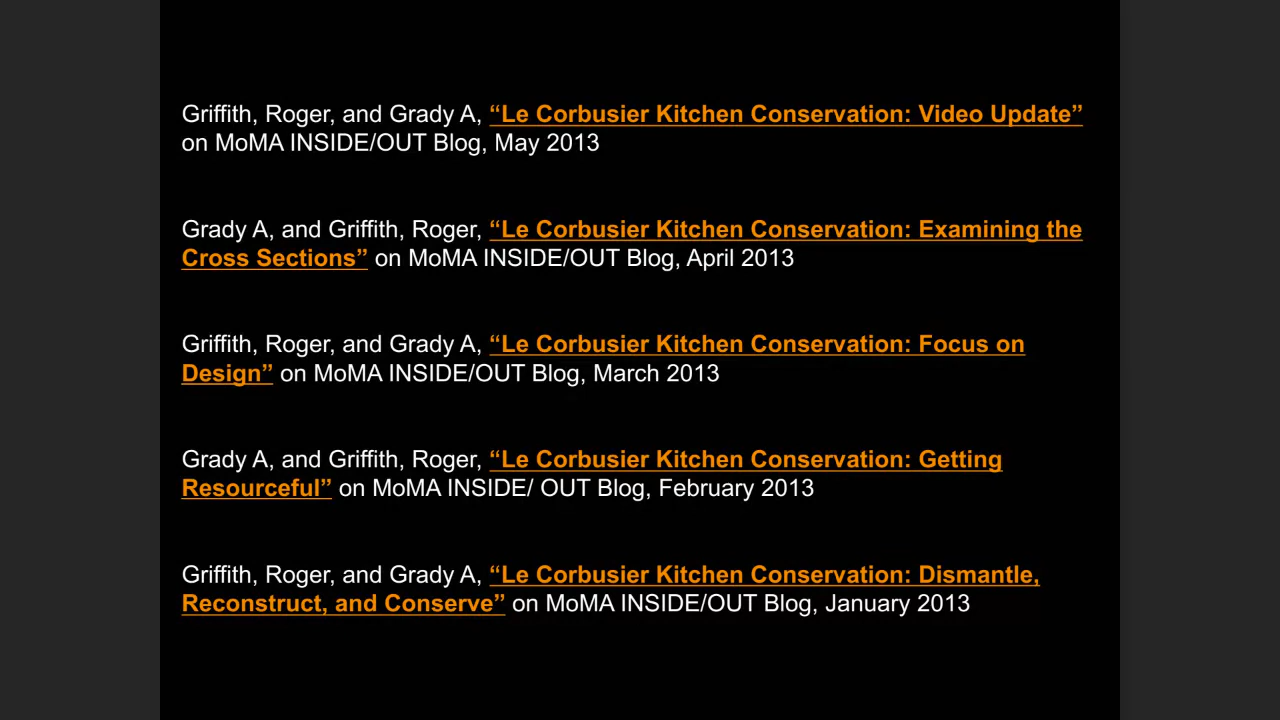 Griffith, Roger, and Grady A, “Le Corbusier Kitchen Conservation: Video Update”
on MoMA INSIDE/OUT Blog, May 2013
Grady A, and Griffith, Roger, “Le Corbusier Kitchen Conservation: Examining the
Cross Sections” on MoMA INSIDE/OUT Blog, April 2013
Griffith, Roger, and Grady A, “Le Corbusier Kitchen Conservation: Focus on
Design” on MoMA INSIDE/OUT Blog, March 2013
Grady A, and Griffith, Roger, “Le Corbusier Kitchen Conservation: Getting
Resourceful” on MoMA INSIDE/ OUT Blog, February 2013
Griffith, Roger, and Grady A, “Le Corbusier Kitchen Conservation: Dismantle,
Reconstruct, and Conserve” on MoMA INSIDE/OUT Blog, January 2013